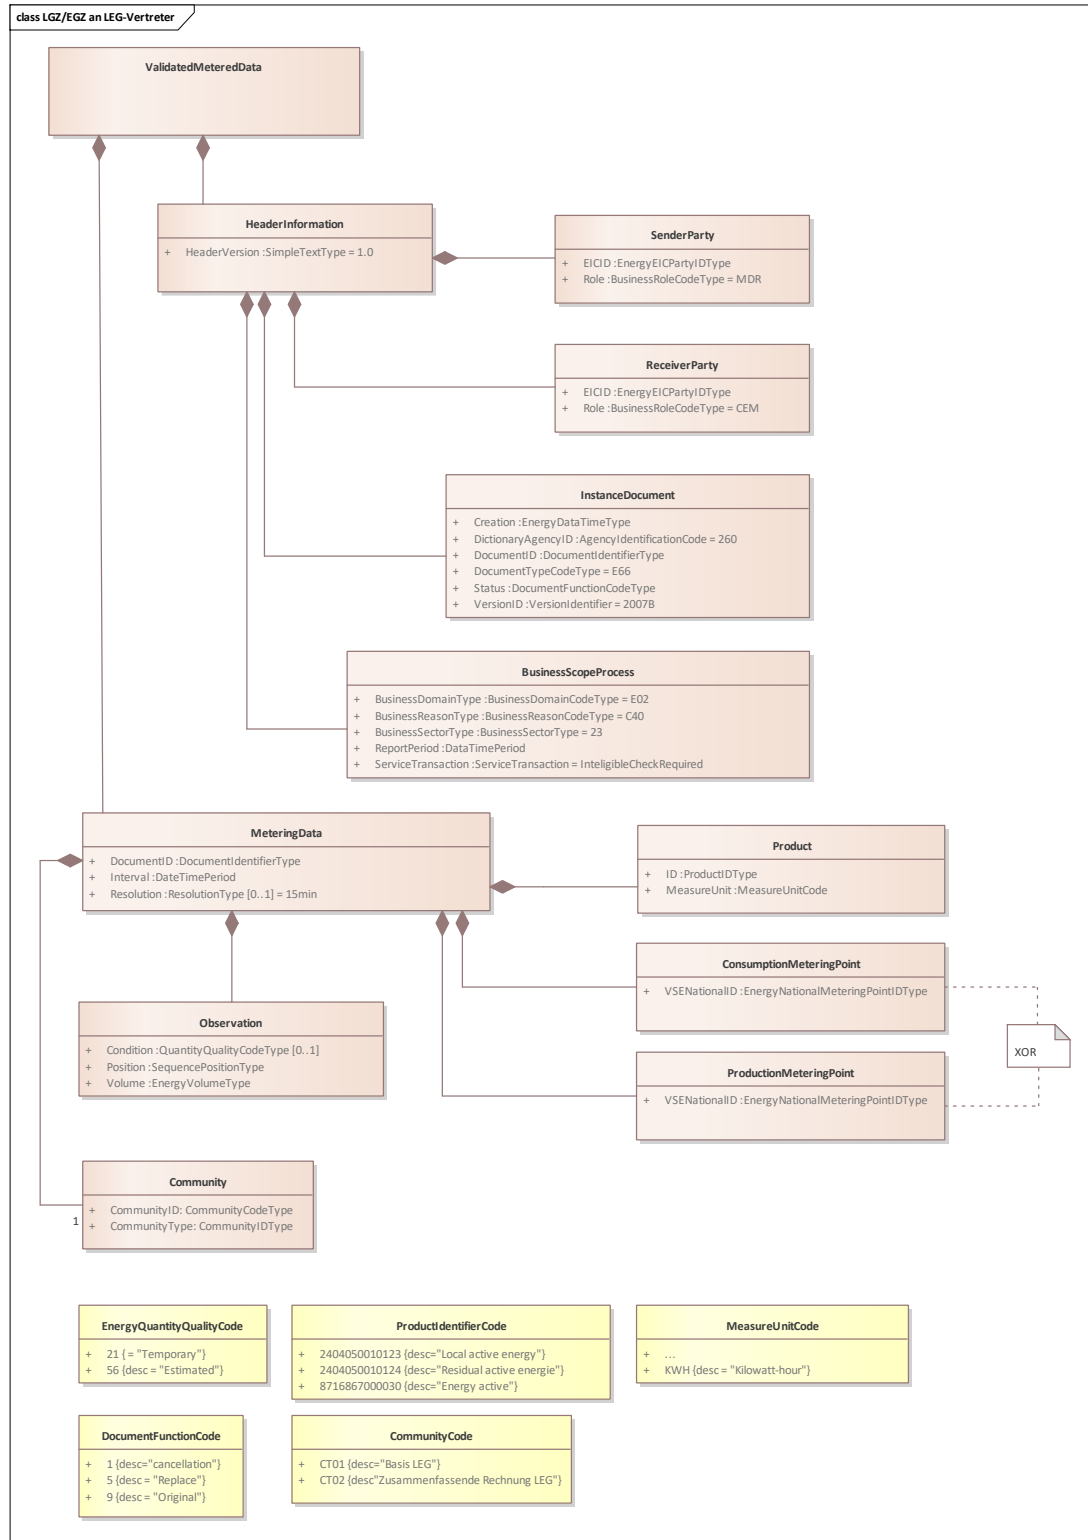 class LGZ/EGZ an LEG-Vertreter
ValidatedMeteredData
HeaderInformation
+ HeaderVersion :SimpleTextType = 1.0
SenderParty
+ EICID :EnergyEICPartyIDType
+ Role :BusinessRoleCodeType = MDR
ReceiverParty
+ EICID :EnergyEICPartyIDType
+ Role :BusinessRoleCodeType = CEM
InstanceDocument
+ Creation :EnergyDataTimeType
+ DictionaryAgencyID :AgencyIdentificationCode = 260
+ DocumentID :DocumentIdentifierType
+ DocumentTypeCodeType = E66
+ Status :DocumentFunctionCodeType
+ VersionID :VersionIdentifier = 2007B
BusinessScopeProcess
+ BusinessDomainType :BusinessDomainCodeType = E02
+ BusinessReasonType :BusinessReasonCodeType = C40
+ BusinessSectorType :BusinessSectorType = 23
+ ReportPeriod :DataTimePeriod
+ ServiceTransaction :ServiceTransaction = InteligibleCheckRequired
MeteringData
+ DocumentID :DocumentIdentifierType
+ Interval :DateTimePeriod
+ Resolution :ResolutionType [0..1] = 15min
Product
+ ID :ProductIDType
+ MeasureUnit :MeasureUnitCode
ConsumptionMeteringPoint
+ VSENationalID :EnergyNationalMeteringPointIDType
Observation
+ Condition :QuantityQualityCodeType [0..1]
+ Position :SequencePositionType
+ Volume :EnergyVolumeType
XOR
ProductionMeteringPoint
+ VSENationalID :EnergyNationalMeteringPointIDType
Community
+ CommunityID: CommunityCodeType
+ CommunityType: CommunityIDType
1
EnergyQuantityQualityCode
+ 21 { = "Temporary"}
+ 56 {desc = "Estimated"}
ProductIdentifierCode
+ 2404050010123 {desc="Local active energy"}
+ 2404050010124 {desc="Residual active energie"}
+ 8716867000030 {desc="Energy active"}
MeasureUnitCode
+ ...
+ KWH {desc = "Kilowatt-hour"}
DocumentFunctionCode
+ 1 {desc="cancellation"}
+ 5 {desc = "Replace"}
+ 9 {desc = "Original"}
CommunityCode
+ CT01 {desc="Basis LEG"}
+ CT02 {desc"Zusammenfassende Rechnung LEG"}